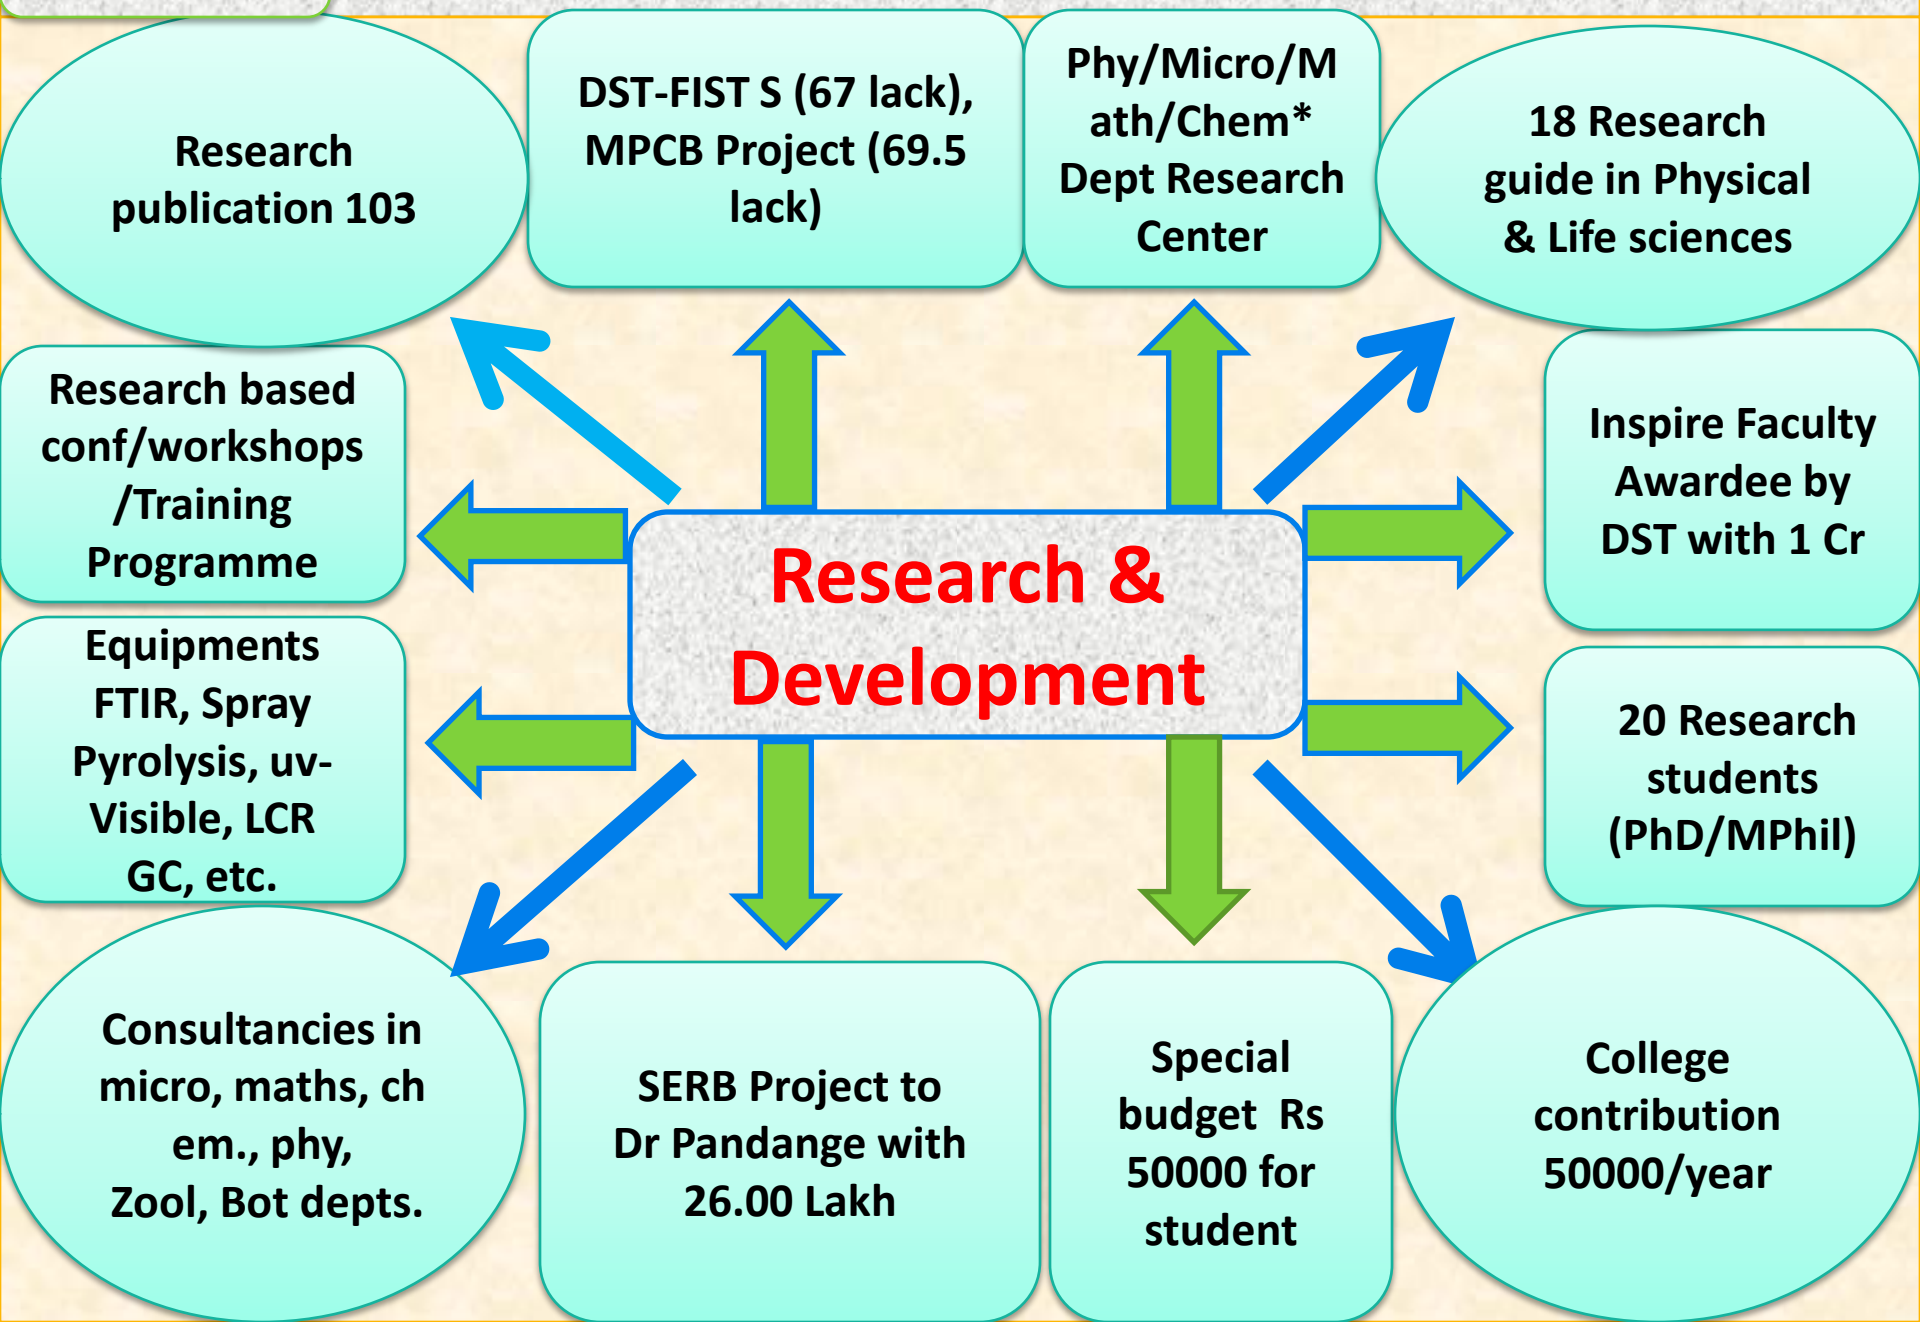 Research
publication 103
DST-FIST S (67 lack),
MPCB Project (69.5
lack)
Phy/Micro/M
ath/Chem*
Dept Research
Center
18 Research
guide in Physical
& Life sciences
Research based
conf/workshops
/Training
Programme
Inspire Faculty
Awardee by
DST with 1 Cr
Research &
Development
Equipments
FTIR, Spray
Pyrolysis, uv-
Visible, LCR
GC, etc.
20 Research
students
(PhD/MPhil)
Consultancies in
micro, maths, ch
em., phy,
Zool, Bot depts.
SERB Project to
Dr Pandange with
26.00 Lakh
Special
budget  Rs
50000 for
student
College
contribution
50000/year